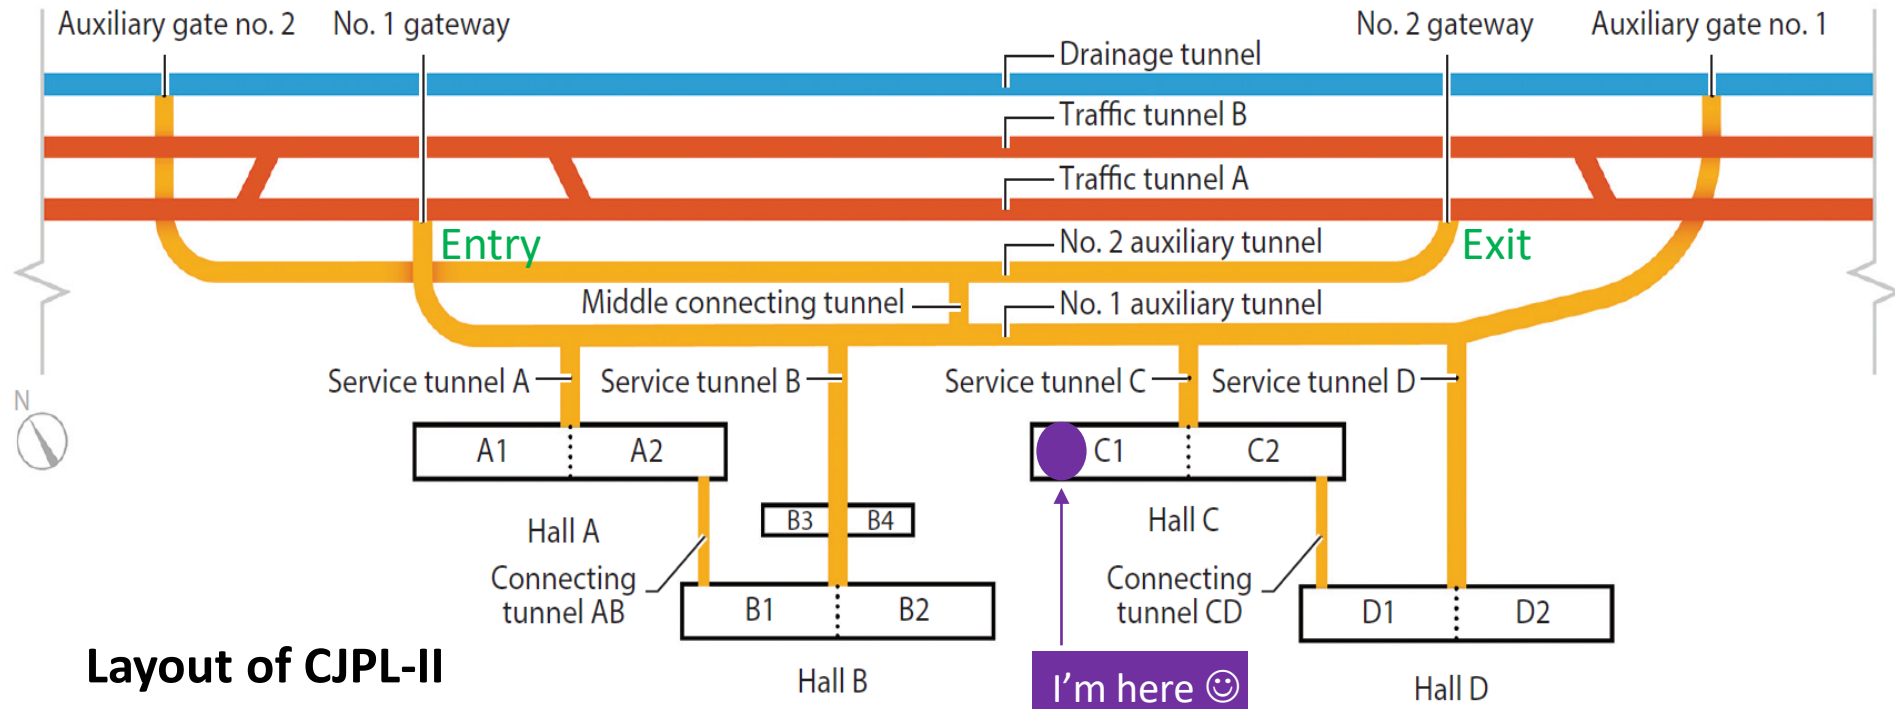 Auxiliary gate no. 2
No. 1 gateway
No. 2 gateway
Auxiliary gate no. 1
Drainage tunnel
Traffic tunnel B
Traffic tunnel A
Entry
No. 2 auxiliary tunnel
Exit
Middle connecting tunnel
No. 1 auxiliary tunnel
Service tunnel A
Service tunnel B
Service tunnel C
Service tunnel D
N
A1
A2
C1
C2
B3
B4
Hall A
Hall C
Connecting
tunnel AB
Connecting
tunnel CD
B1
B2
D1
D2
Layout of CJPL-II
Hall B
I'm here ☺
Hall D